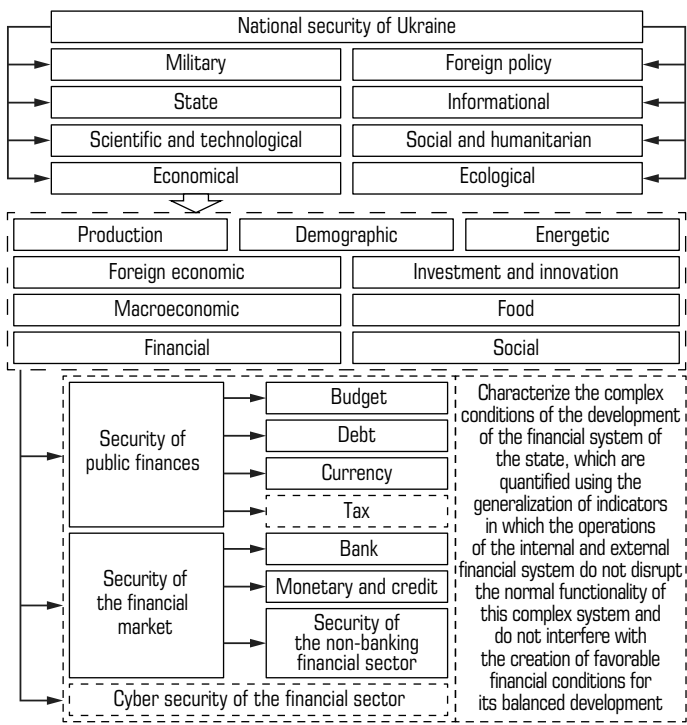 National security of Ukraine
Military
Foreign policy
State
Informational
Scientific and technological
Social and humanitarian
Economical
Ecological
Production
Demographic
Energetic
Foreign economic
Investment and innovation
Macroeconomic
Food
Financial
Social
Security of
public finances
Budget
Debt
Currency
Tax
Security of
the financial
market
Bank
Monetary and credit
Security of
the non-banking
financial sector
Cyber security of the financial sector
Characterize the complex
conditions of the development
of the financial system of
the state, which are
quantified using the
generalization of indicators
in which the operations
of the internal and external
financial system do not disrupt
the normal functionality of
this complex system and
do not interfere with
the creation of favorable
financial conditions for
its balanced development